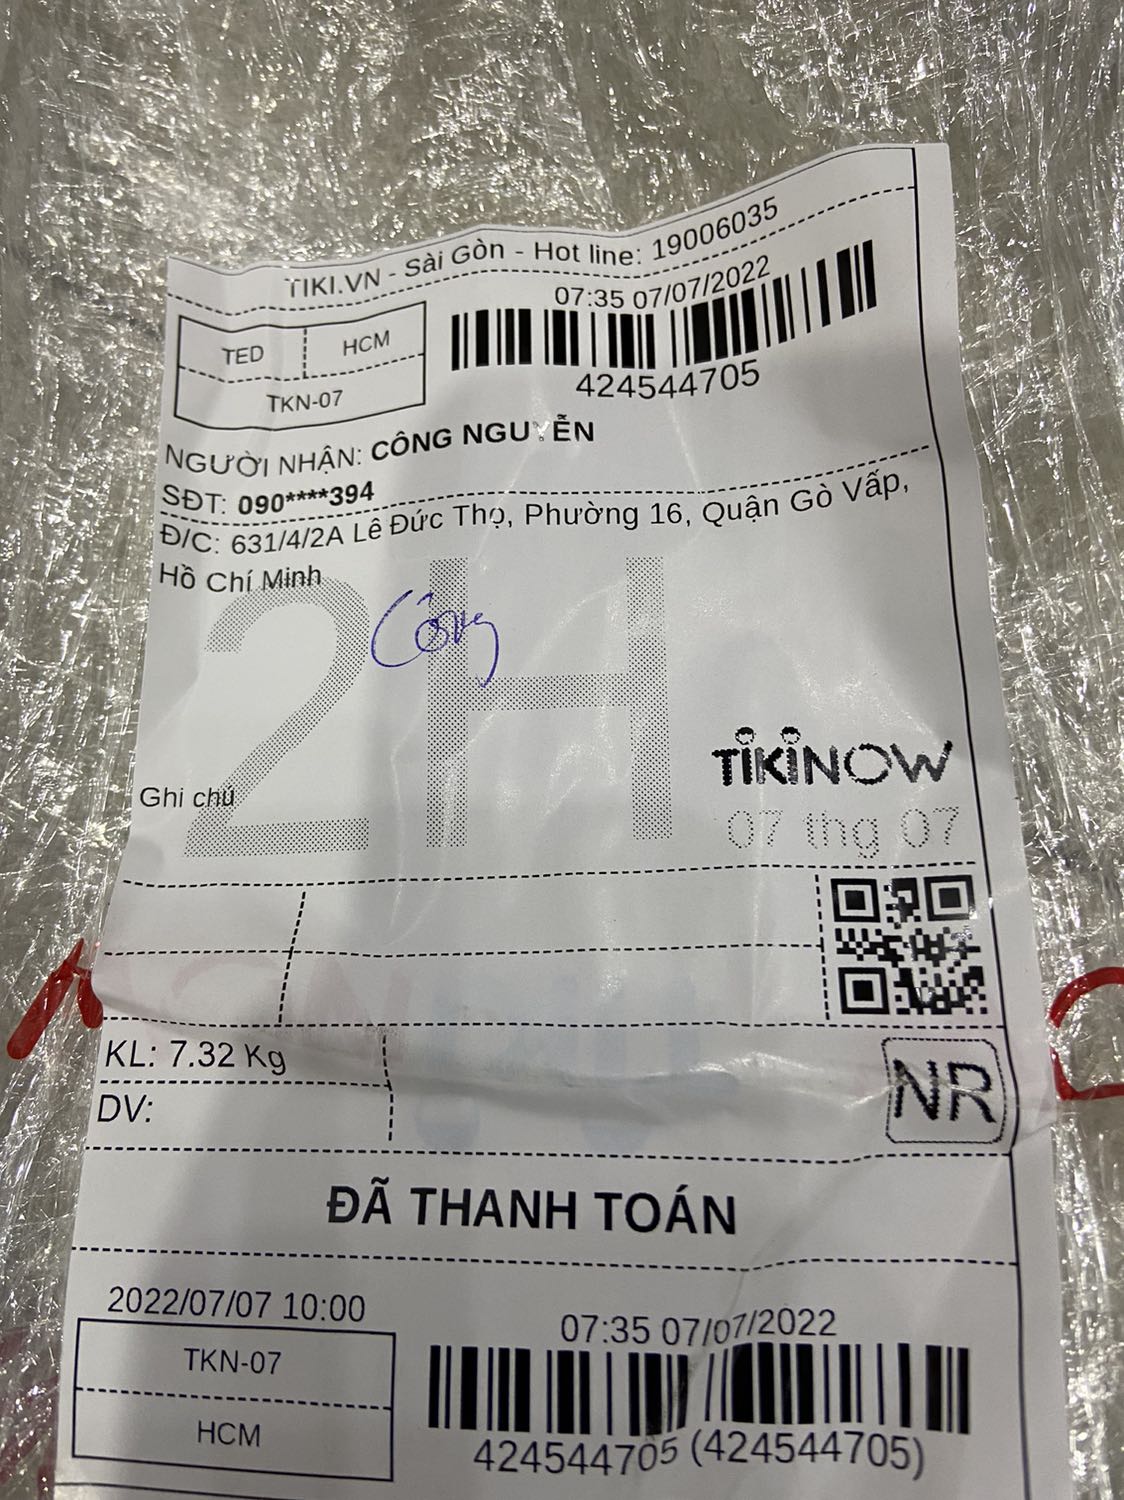 TIKI.VN - Sài Gòn - Hot line: 19006035
TED HCM
TKN-07
07:35 07/07/2022
424544705
NGƯỜI NHẬN: CÔNG NGUYỄN
SĐT: 090****394
Đ/C: 631/4/2A Lê Đức Thọ, Phường 16, Quận Gò Vấp,
Hồ Chí Minh
2H
Công
TIKINOW
Ghi chú
07 thg 07
KL: 7.32 Kg
NR
DV:
ĐÃ THANH TOÁN
2022/07/07 10:00
TKN-07
HCM
07:35 07/07/2022
424544705 (424544705)